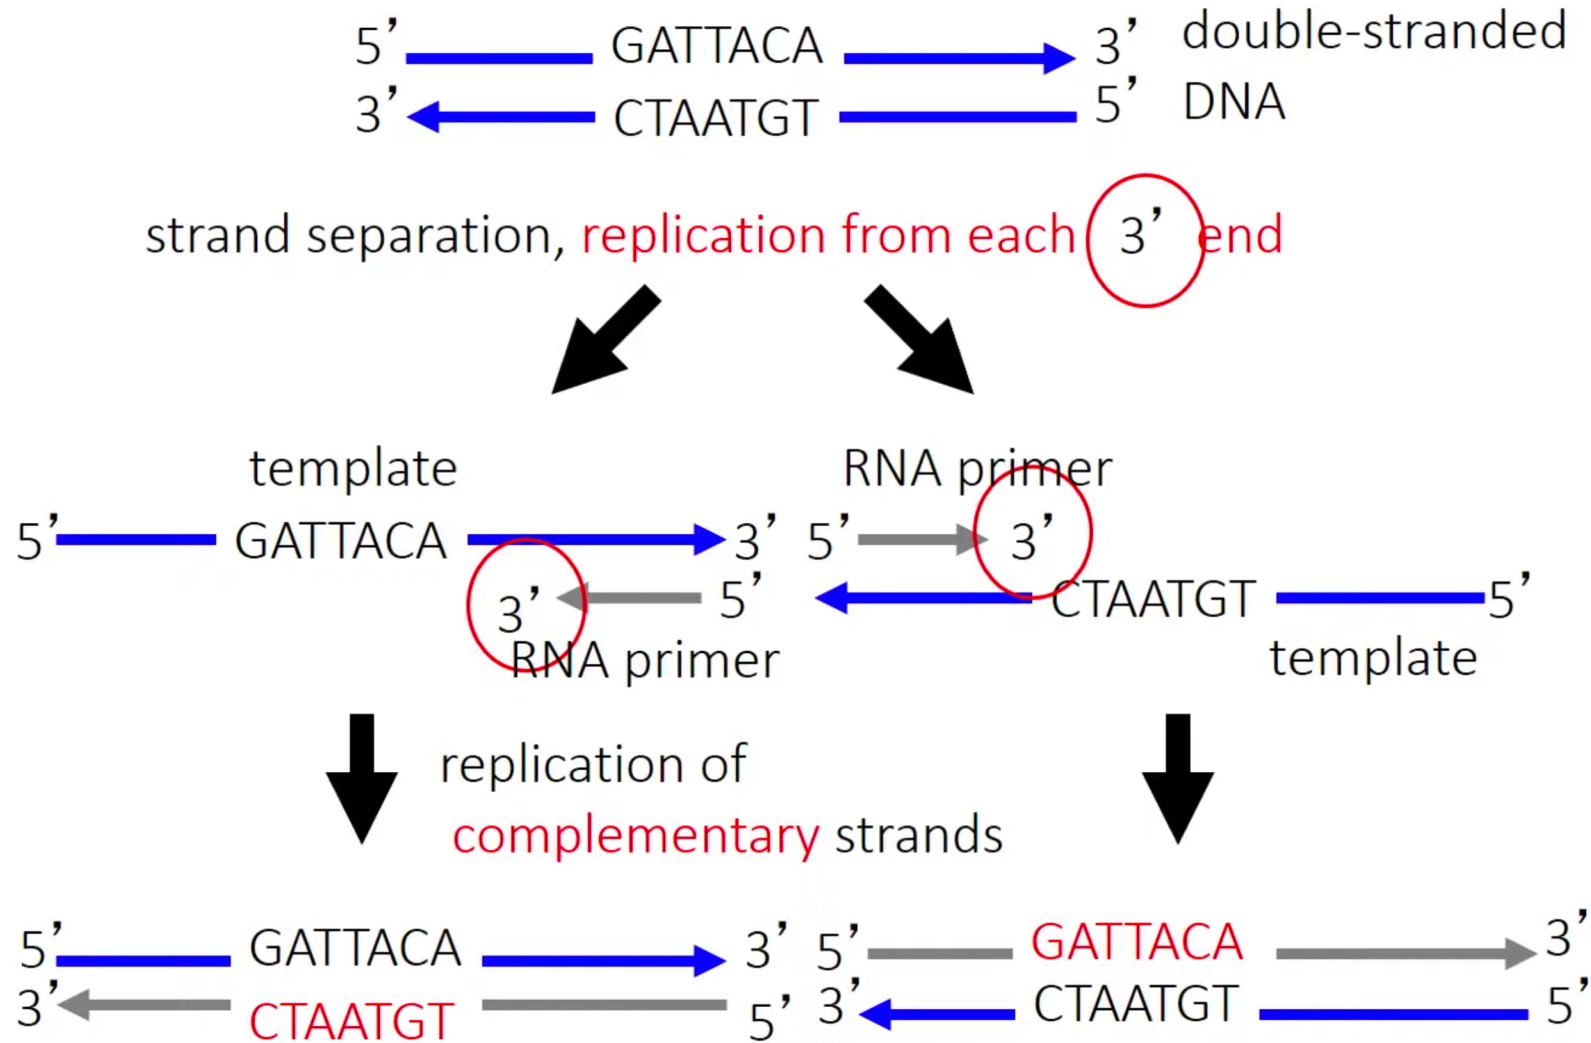 5’ GATTACA 3’ double-stranded
3’ CTAATGT 5’ DNA
strand separation, replication from each 3’ end
template
RNA primer
5’ GATTACA 3’
5’ 3’
3’ 5’
CTAATGT 5’
RNA primer
template
replication of
complementary strands
5’ GATTACA 3’
3’ CTAATGT 5’
5’ GATTACA 3’
3’ CTAATGT 5’